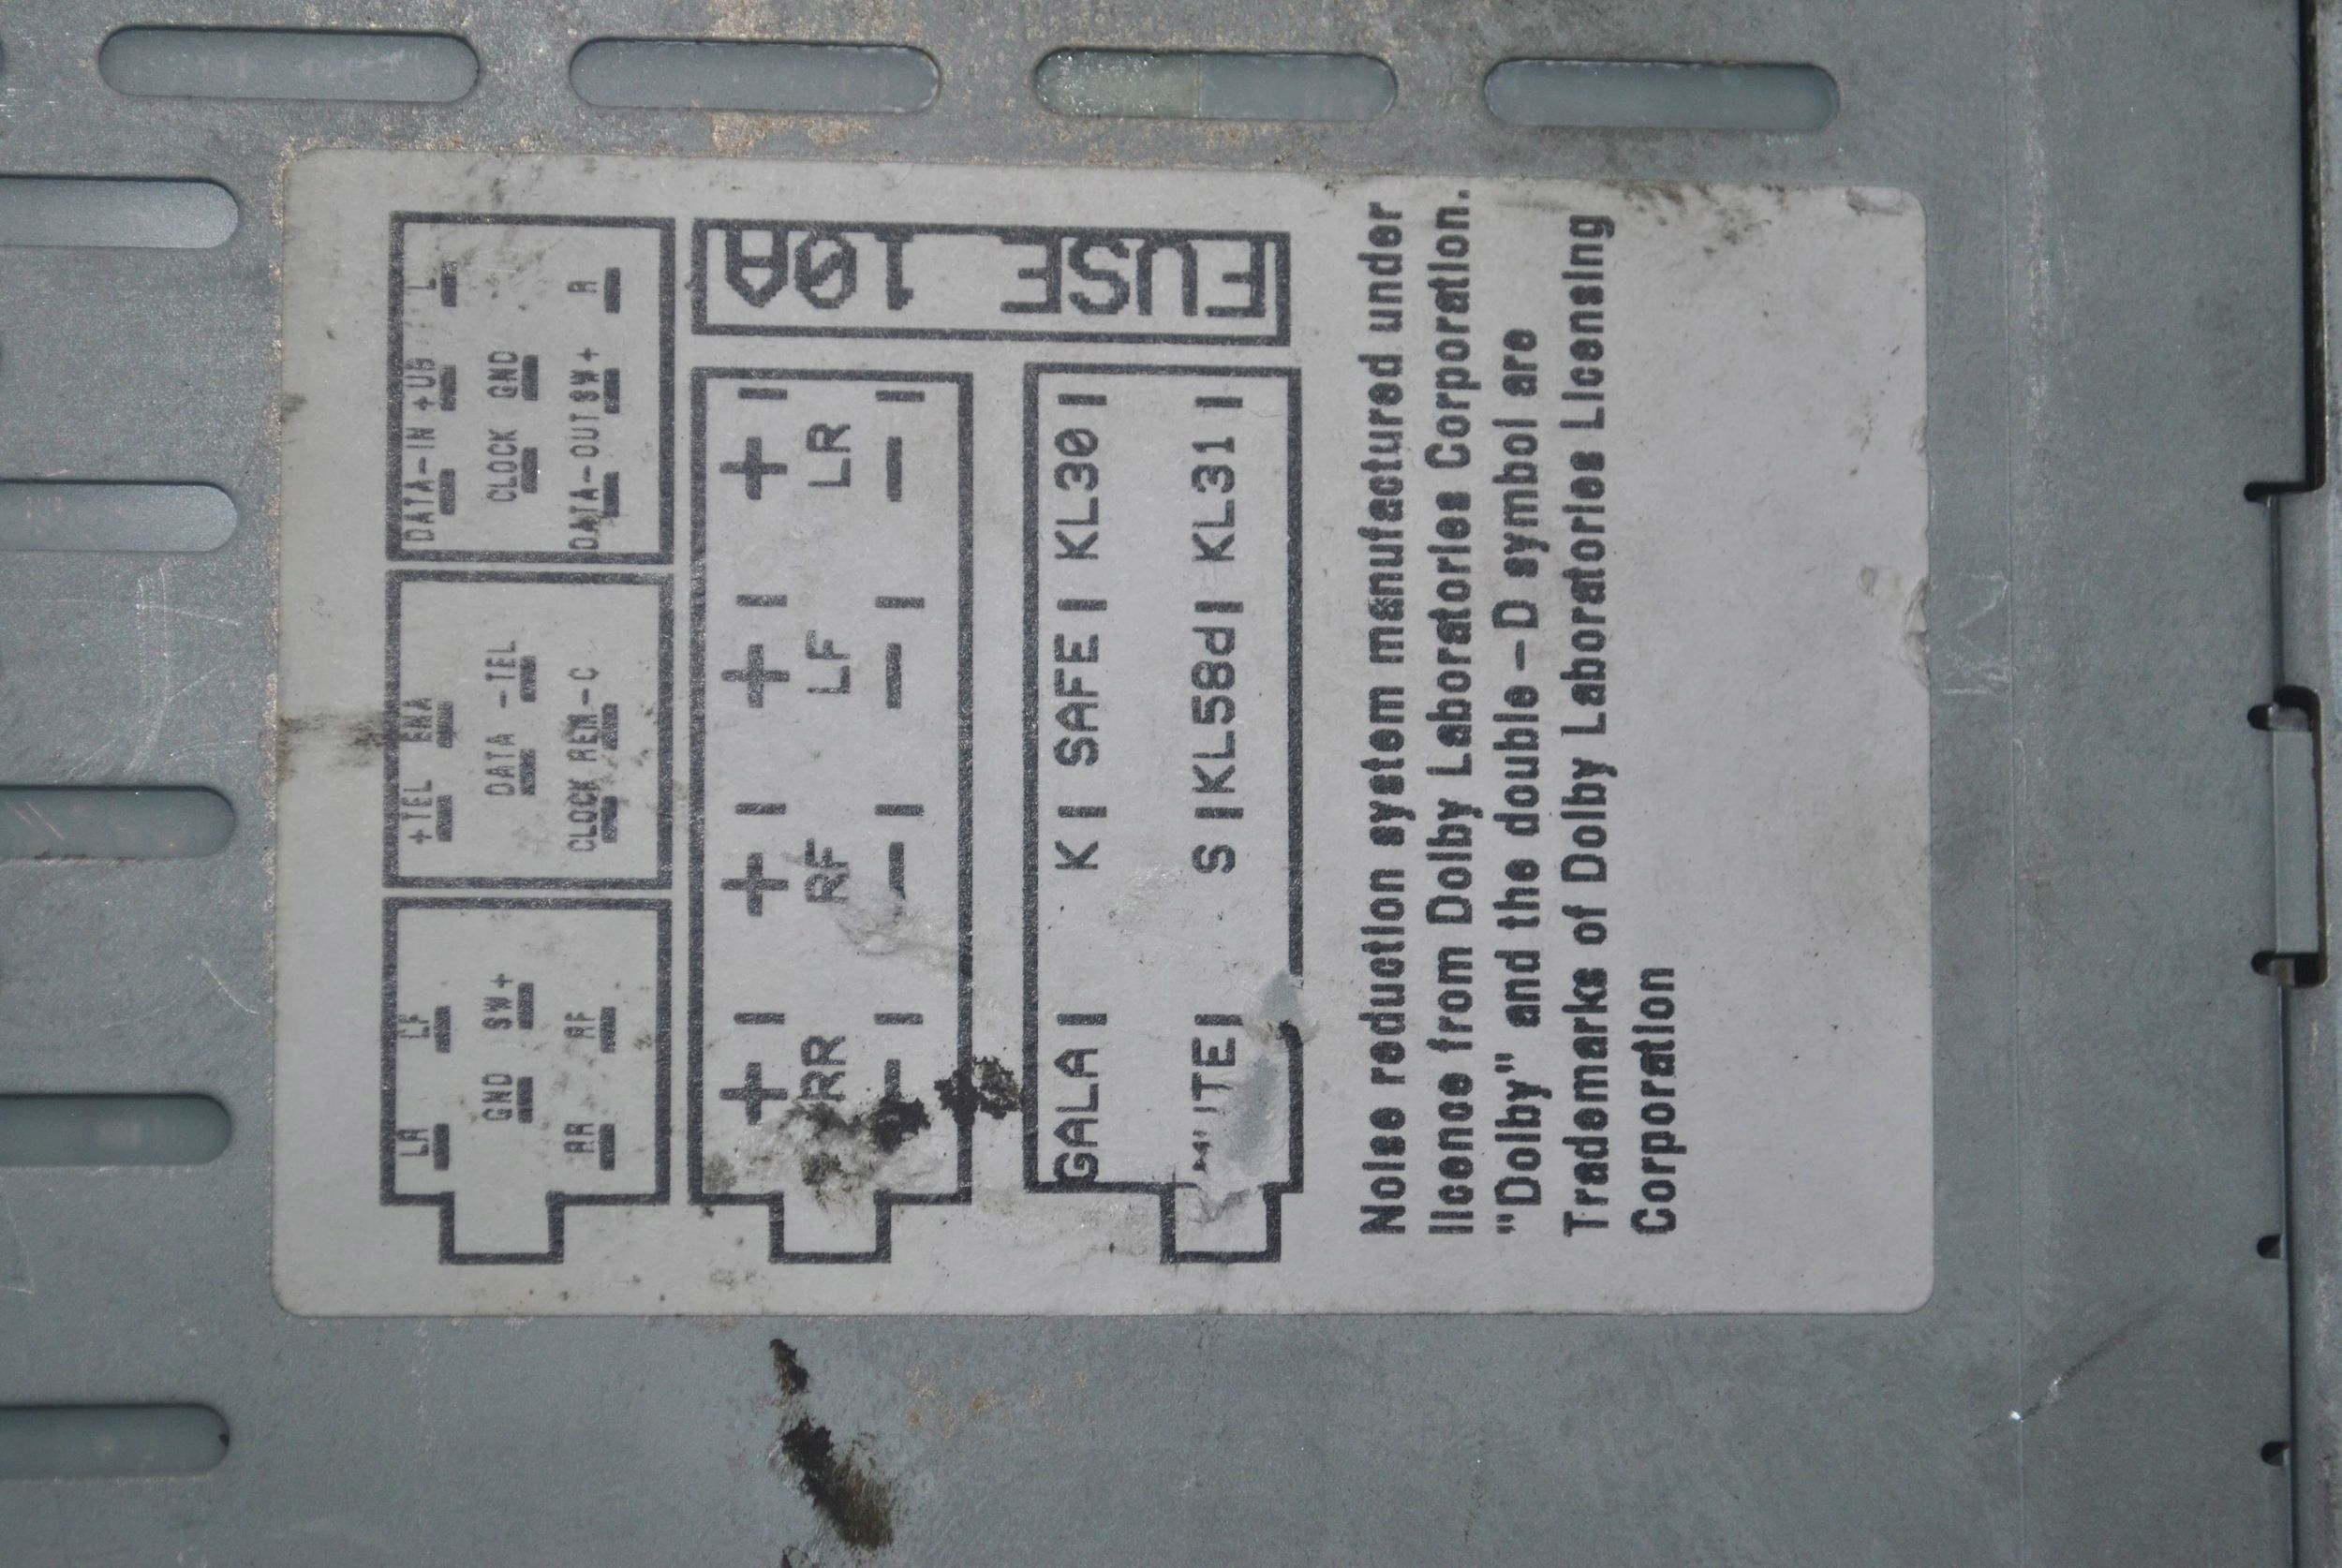 LR LF +TEL ENA DATA-IN +UB L
GND SW+ DATA -TEL CLOCK GND
RR RF CLOCK REM.-C DATA-OUT SW+ R
+ + + +
RR RF LF LR
- - - -
GALA K SAFE KL30
MUTE S KL58d KL31
FUSE 10A
Noise reduction system manufactured under
licence from Dolby Laboratories Corporation.
"Dolby" and the double-D symbol are
Trademarks of Dolby Laboratories Licensing
Corporation